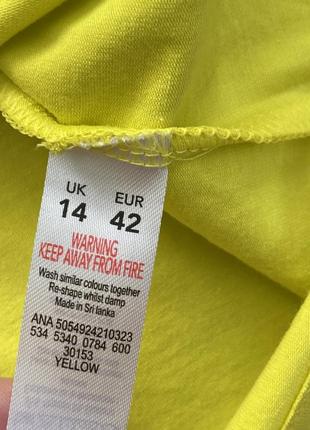 UK EUR
14 42
WARNING
KEEP AWAY FROM FIRE
Wash similar colours together
Re-shape whilst damp
Made in Sri lanka
ANA 5054924210323
534 5340 0784 600
30153
YELLOW